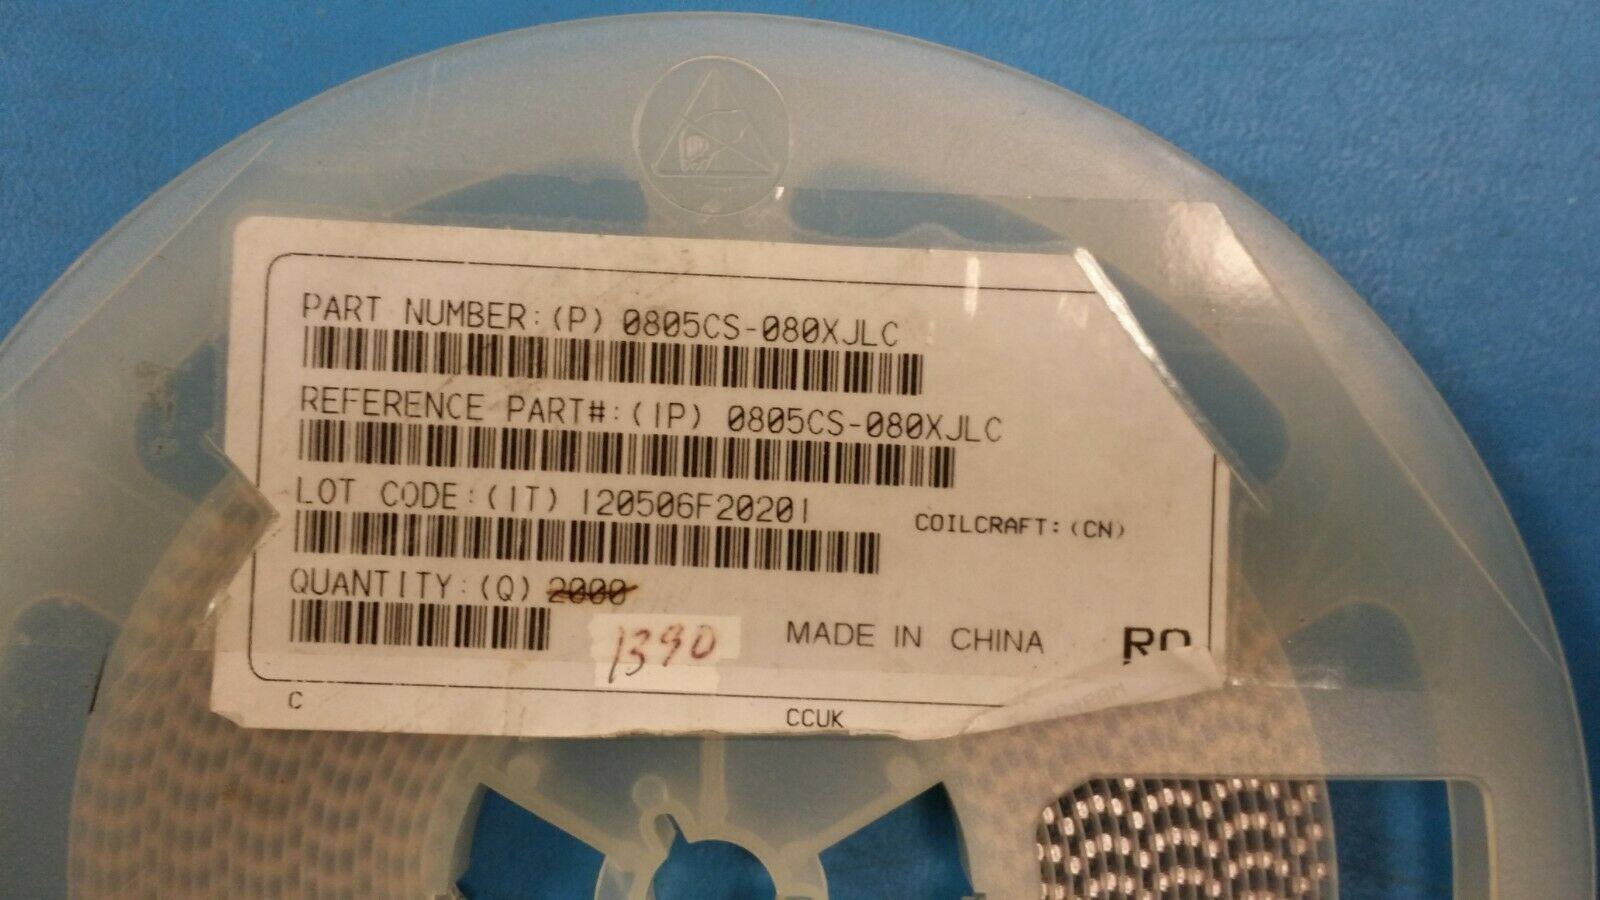 PART NUMBER:(P) 0805CS-080XJLC
REFERENCE PART#:(1P) 0805CS-080XJLC
LOT CODE:(1T) 120506F20201
COILCRAFT:(CN)
QUANTITY:(Q) 2000
1390
MADE IN CHINA
C
CCUK